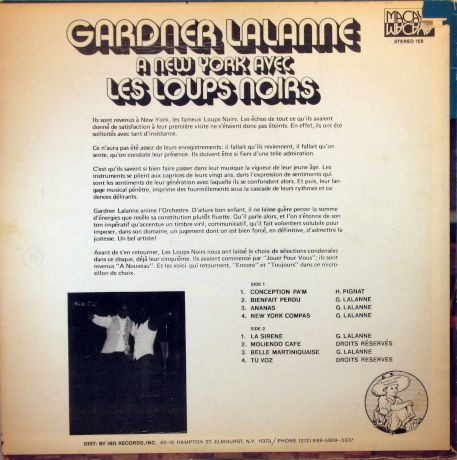 GARDNER LALANNE
A NEW YORK AVEC
LES LOUPS NOIRS
MACAYA
STEREO 108
Ils sont revenus à New York, les fameux Loups Noirs. Les échos de tout ce qu'ils avaient
donné de satisfaction à leur première visite ne s'étaient donc pas éteints. En effet, ils ont été
sollicités avec tant d'insistance.
Ce n'aura pas été assez de leurs enregistrements: il fallait qu'ils reviennent, il fallait qu'on
sente, qu'on constate leur présence. Ils doivent être si fiers d'une telle admiration.
C'est qu'ils savent si bien faire passer dans leur musique la vigueur de leur jeune âge. Les
instruments se plient aux caprices de leurs vingt ans, dans l'expression de sentiments qui
sont les sentiments de leur génération avec laquelle ils se confondent alors. Et puis, leur lan-
gage musical pénètre, imprime des fourmillements sous la cascade de leurs rythmes et ca-
dences délirants.
Gardner Lalanne anime l'Orchestre. D'allure bon enfant, il ne laisse guère percer la somme
d'énergies que recèle sa constitution plutôt fluette. Qu'il parle alors, et l'on s'étonne de son
ton impératif qu'accentue un timbre viril, communicatif, qu'il fait volontiers volubile pour
imposer, dans son domaine, un jugement dont on est bien forcé, en définitive, d'admettre la
justesse. Un bel artiste!
Avant de s'en retourner, Les Loups Noirs nous ont laissé le choix de sélections condensées
dans ce disque, déjà leur cinquième. Ils avaient commencé par "Jouer Pour Vous"; ils sont
revenus "A Nouveau". Et les voici qui retournent, "Encore" et "Toujours" dans ce micro-
sillon de choix.
SIDE 1
1. CONCEPTION PA'M H. PIGNAT
2. BIENFAIT PERDU G. LALANNE
3. ANANAS G. LALANNE
4. NEW YORK COMPAS G. LALANNE
SIDE 2
1. LA SIRENE G. LALANNE
2. MOLIENDO CAFE DROITS RÉSERVÉS
3. BELLE MARTINIQUAISE G. LALANNE
4. TU VOZ DROITS RESERVES
DIST: BY IBO RECORDS, INC. 40-10 HAMPTON ST ELMHURST, N.Y. 11373 / PHONE (212) 899-5909-5937